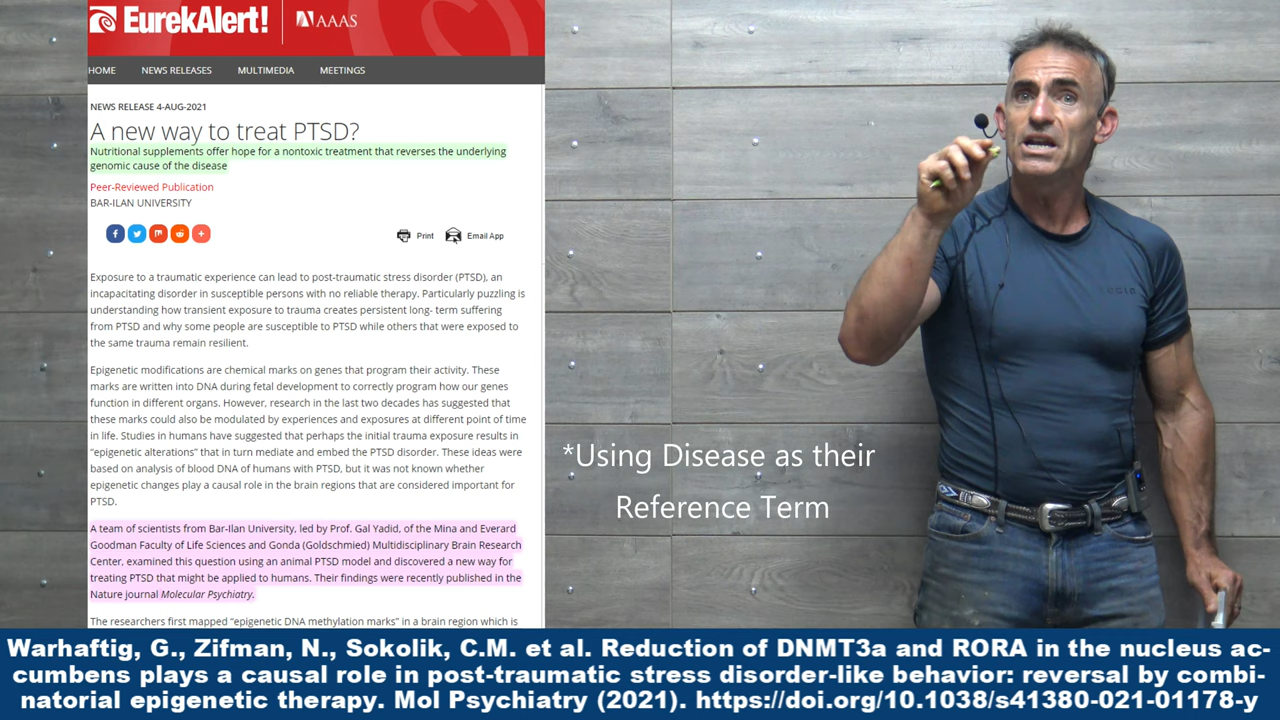 EurekAlert! AAAS
HOME NEWS RELEASES MULTIMEDIA MEETINGS
NEWS RELEASE 4-AUG-2021
A new way to treat PTSD?
Nutritional supplements offer hope for a nontoxic treatment that reverses the underlying
genomic cause of the disease
Peer-Reviewed Publication
BAR-ILAN UNIVERSITY
Print Email App
Exposure to a traumatic experience can lead to post-traumatic stress disorder (PTSD), an
incapacitating disorder in susceptible persons with no reliable therapy. Particularly puzzling is
understanding how transient exposure to trauma creates persistent long- term suffering
from PTSD and why some people are susceptible to PTSD while others that were exposed to
the same trauma remain resilient.
Epigenetic modifications are chemical marks on genes that program their activity. These
marks are written into DNA during fetal development to correctly program how our genes
function in different organs. However, research in the last two decades has suggested that
these marks could also be modulated by experiences and exposures at different point of time
in life. Studies in humans have suggested that perhaps the initial trauma exposure results in
“epigenetic alterations” that in turn mediate and embed the PTSD disorder. These ideas were
based on analysis of blood DNA of humans with PTSD, but it was not known whether
epigenetic changes play a causal role in the brain regions that are considered important for
PTSD.
A team of scientists from Bar-Ilan University, led by Prof. Gal Yadid, of the Mina and Everard
Goodman Faculty of Life Sciences and Gonda (Goldschmied) Multidisciplinary Brain Research
Center, examined this question using an animal PTSD model and discovered a new way for
treating PTSD that might be applied to humans. Their findings were recently published in the
Nature journal Molecular Psychiatry.
The researchers first mapped “epigenetic DNA methylation marks” in a brain region which is
*Using Disease as their
Reference Term
Warhaftig, G., Zifman, N., Sokolik, C.M. et al. Reduction of DNMT3a and RORA in the nucleus ac-
cumbens plays a causal role in post-traumatic stress disorder-like behavior: reversal by combi-
natorial epigenetic therapy. Mol Psychiatry (2021). https://doi.org/10.1038/s41380-021-01178-y